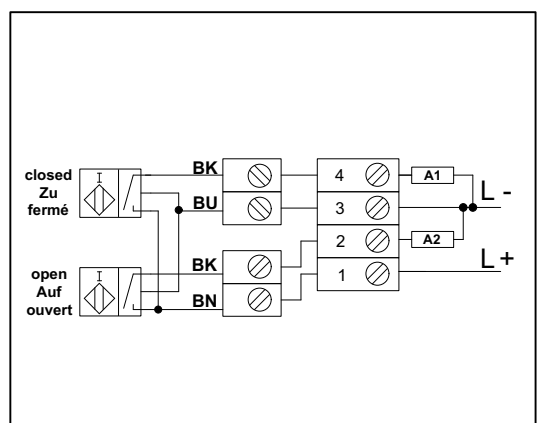 closed
Zu
fermé
BK
BU
4
A1
L -
3
2
A2
open
Auf
ouvert
BK
BN
1
L+
I
I